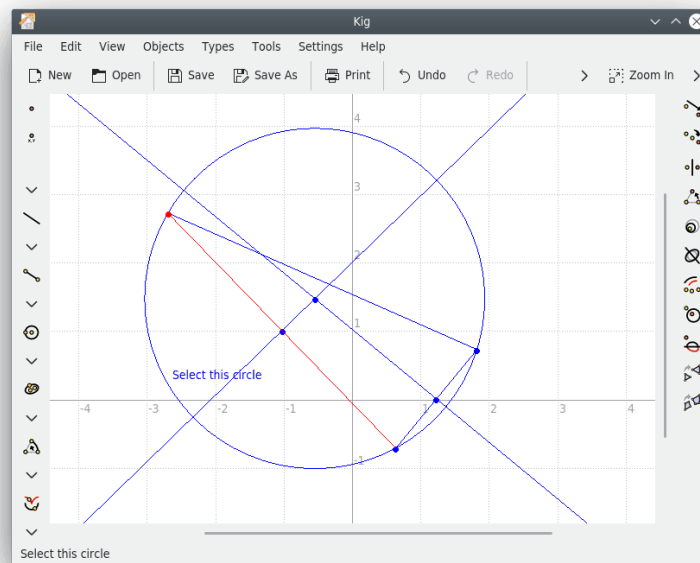 Kig
File Edit View Objects Types Tools Settings Help
New Open Save Save As Print Undo Redo Zoom In
x,y
4
3
2
1
Select this circle
-4 -3 -2 -1 1 2 3 4
-1
Select this circle